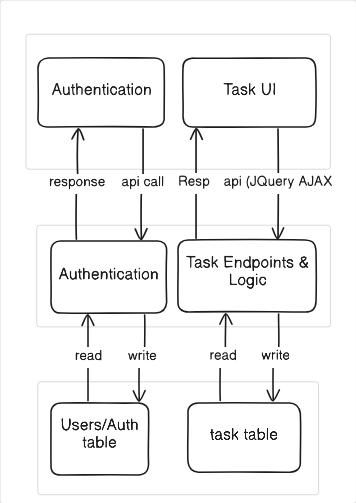 Authentication
Task UI
response
api call
Resp
api (JQuery AJAX
Authentication
Task Endpoints &
Logic
read
write
read
write
Users/Auth
table
task table